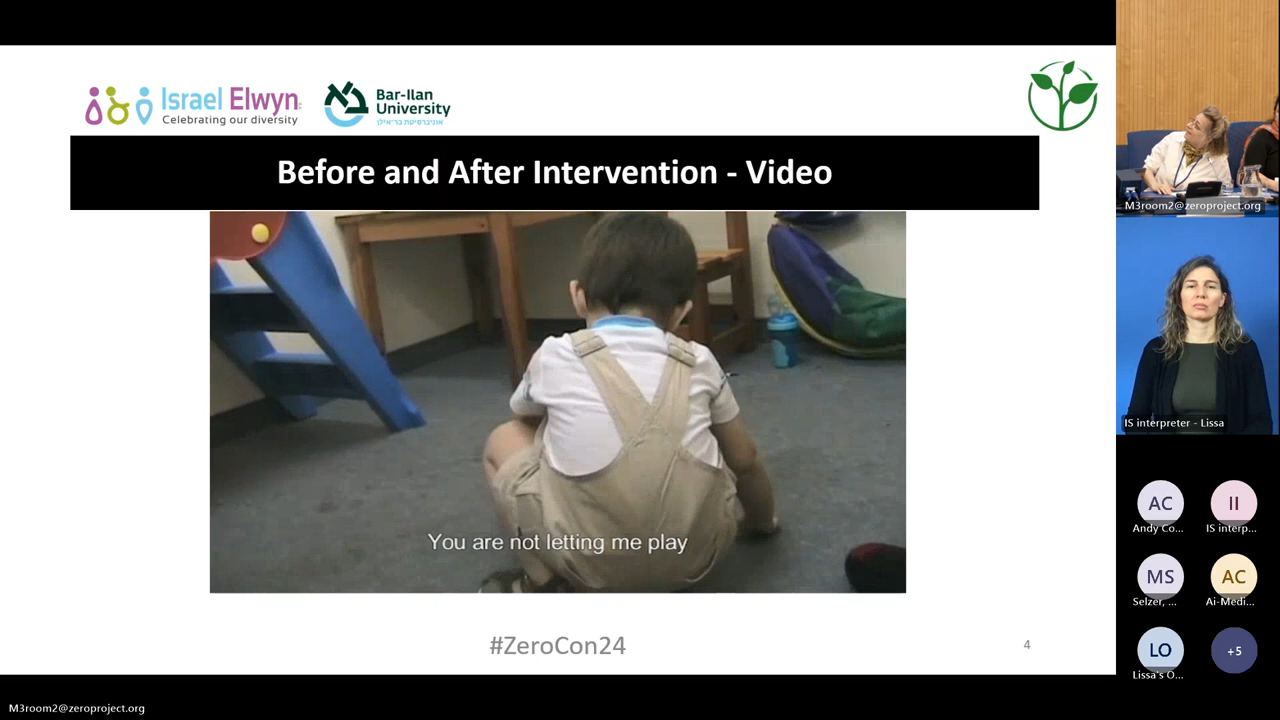 Israel Elwyn
Celebrating our diversity
Bar-Ilan
University
אוניברסיטת בר־אילן
Before and After Intervention - Video
You are not letting me play
#ZeroCon24
4
M3room2@zeroproject.org
M3room2@zeroproject.org
IS interpreter - Lissa
AC
Andy Co...
II
IS interp...
MS
Selzer, ...
AC
Ai-Medi...
LO
Lissa's O...
+5